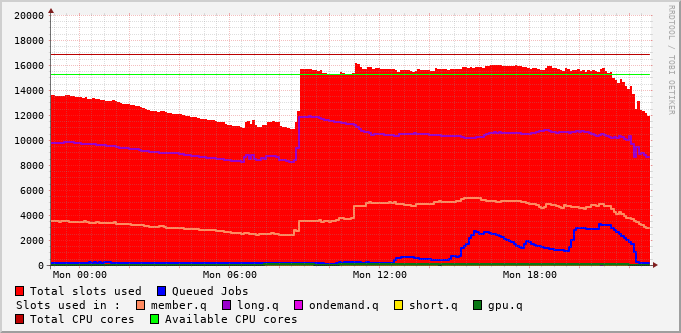 RRDTOOL / TOBI OETIKER
20000
18000
16000
14000
12000
10000
8000
6000
4000
2000
0
Mon 00:00 Mon 06:00 Mon 12:00 Mon 18:00
Total slots used Queued Jobs
Slots used in : member.q long.q ondemand.q short.q gpu.q
Total CPU cores Available CPU cores